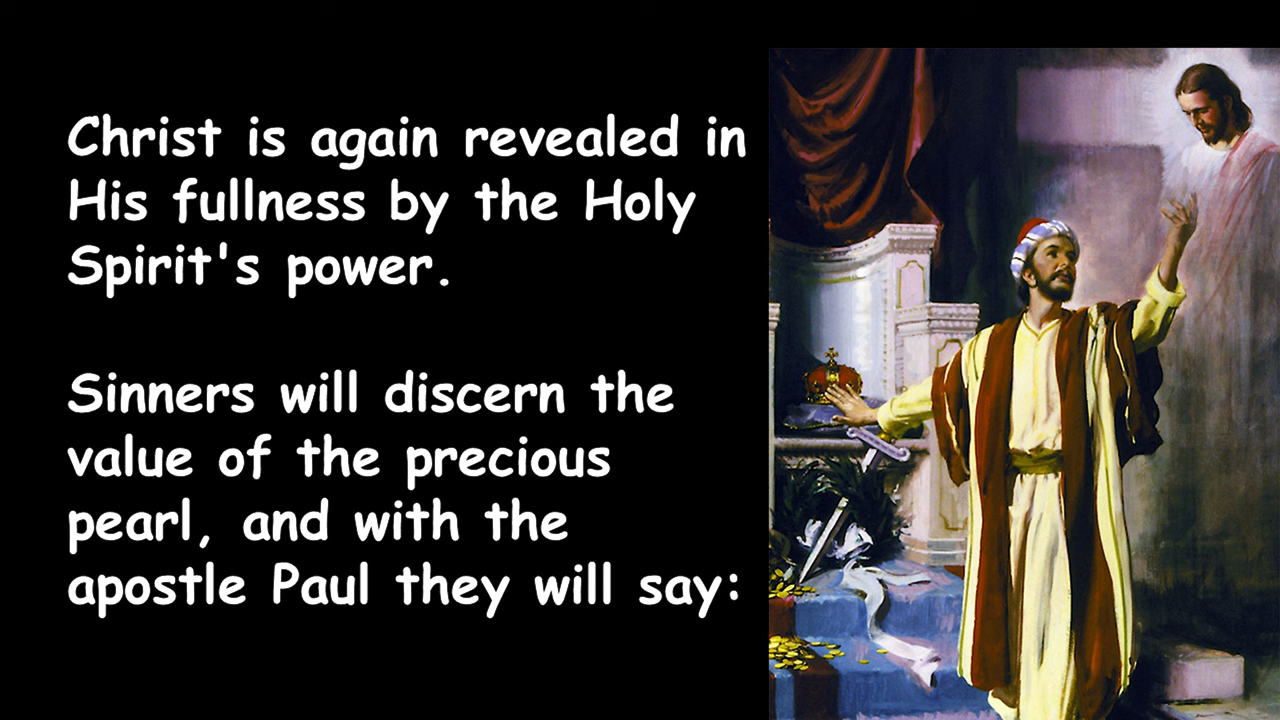 Christ is again revealed in
His fullness by the Holy
Spirit's power.
Sinners will discern the
value of the precious
pearl, and with the
apostle Paul they will say: